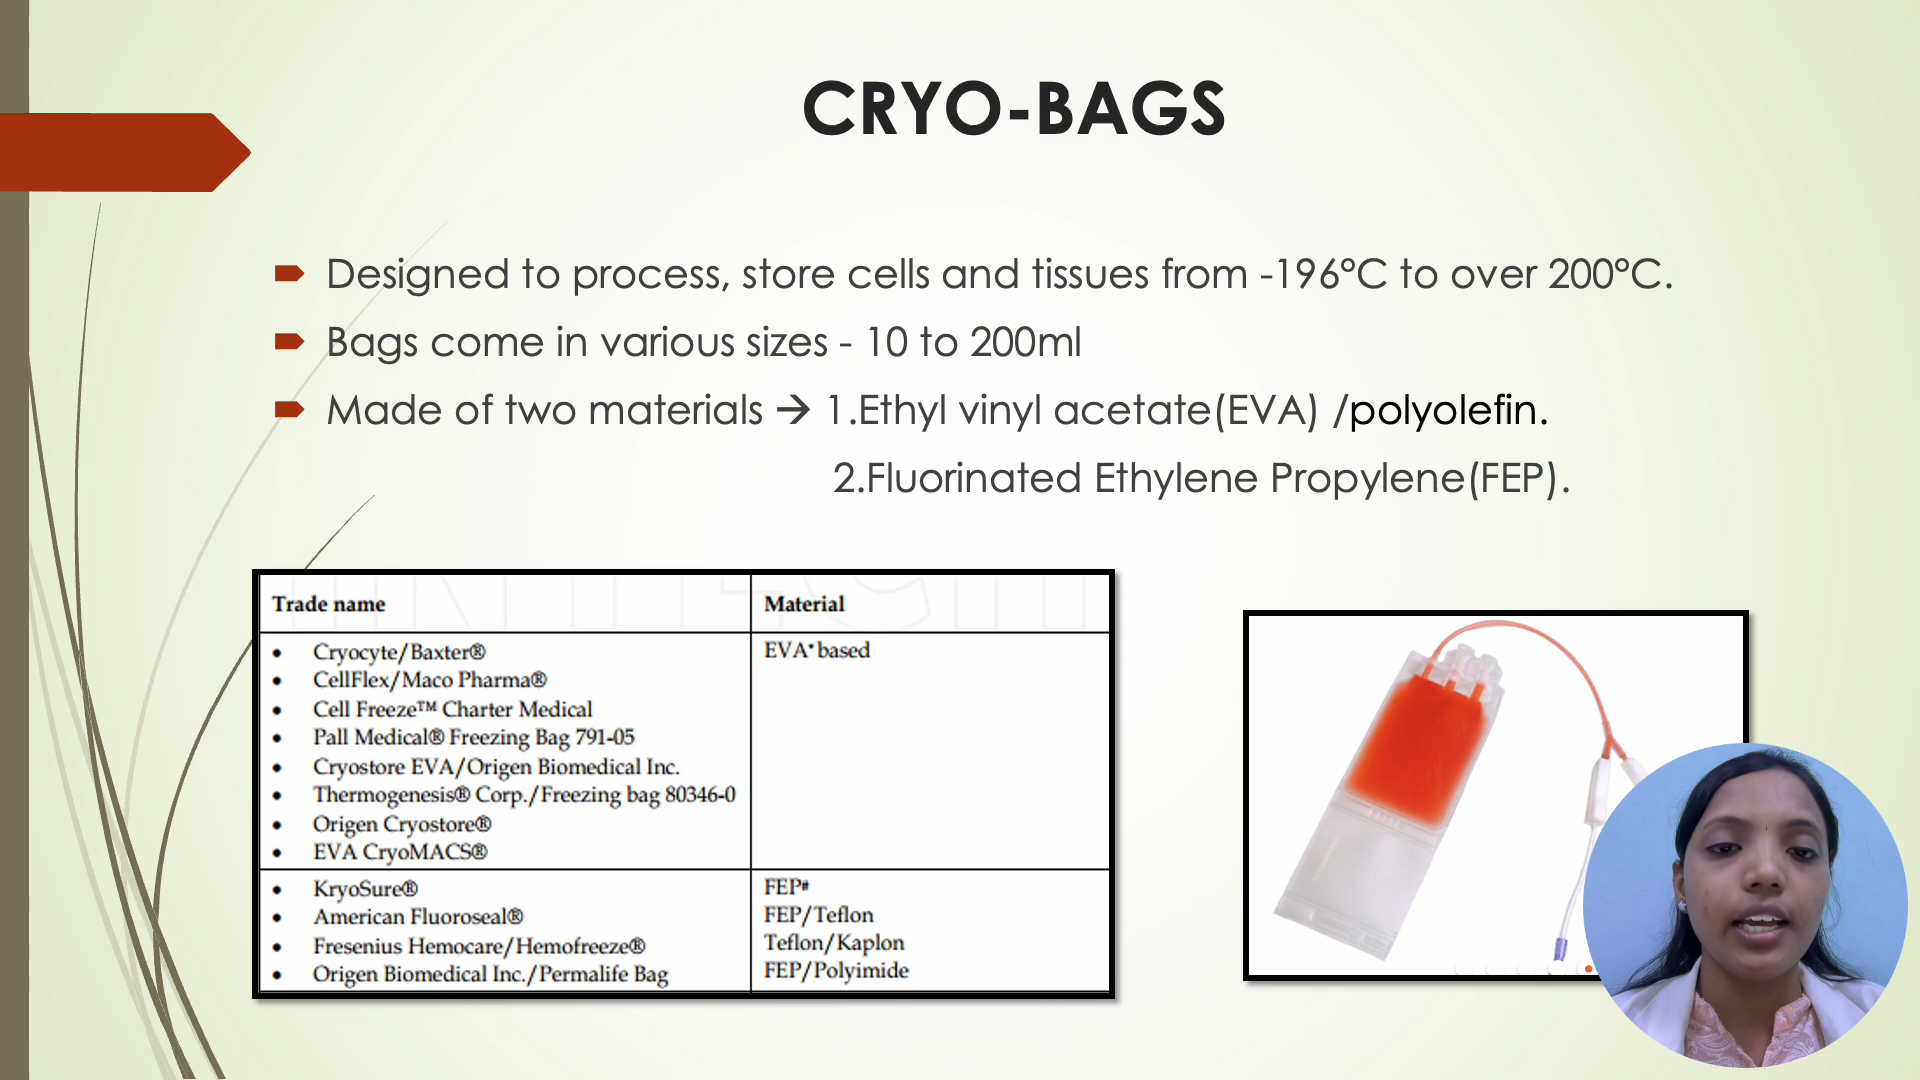 CRYO-BAGS
Designed to process, store cells and tissues from -196°C to over 200°C.
Bags come in various sizes - 10 to 200ml
Made of two materials → 1.Ethyl vinyl acetate(EVA) /polyolefin.
2.Fluorinated Ethylene Propylene(FEP).
Trade name
Material
• Cryocyte/Baxter®
EVA* based
• CellFlex/Maco Pharma®
• Cell Freeze™ Charter Medical
• Pall Medical® Freezing Bag 791-05
• Cryostore EVA/Origen Biomedical Inc.
• Thermogenesis® Corp./Freezing bag 80346-0
• Origen Cryostore®
• EVA CryoMACS®
• KryoSure®
FEP#
• American Fluoroseal®
FEP/Teflon
• Fresenius Hemocare/Hemofreeze®
Teflon/Kaplon
• Origen Biomedical Inc./Permalife Bag
FEP/Polyimide